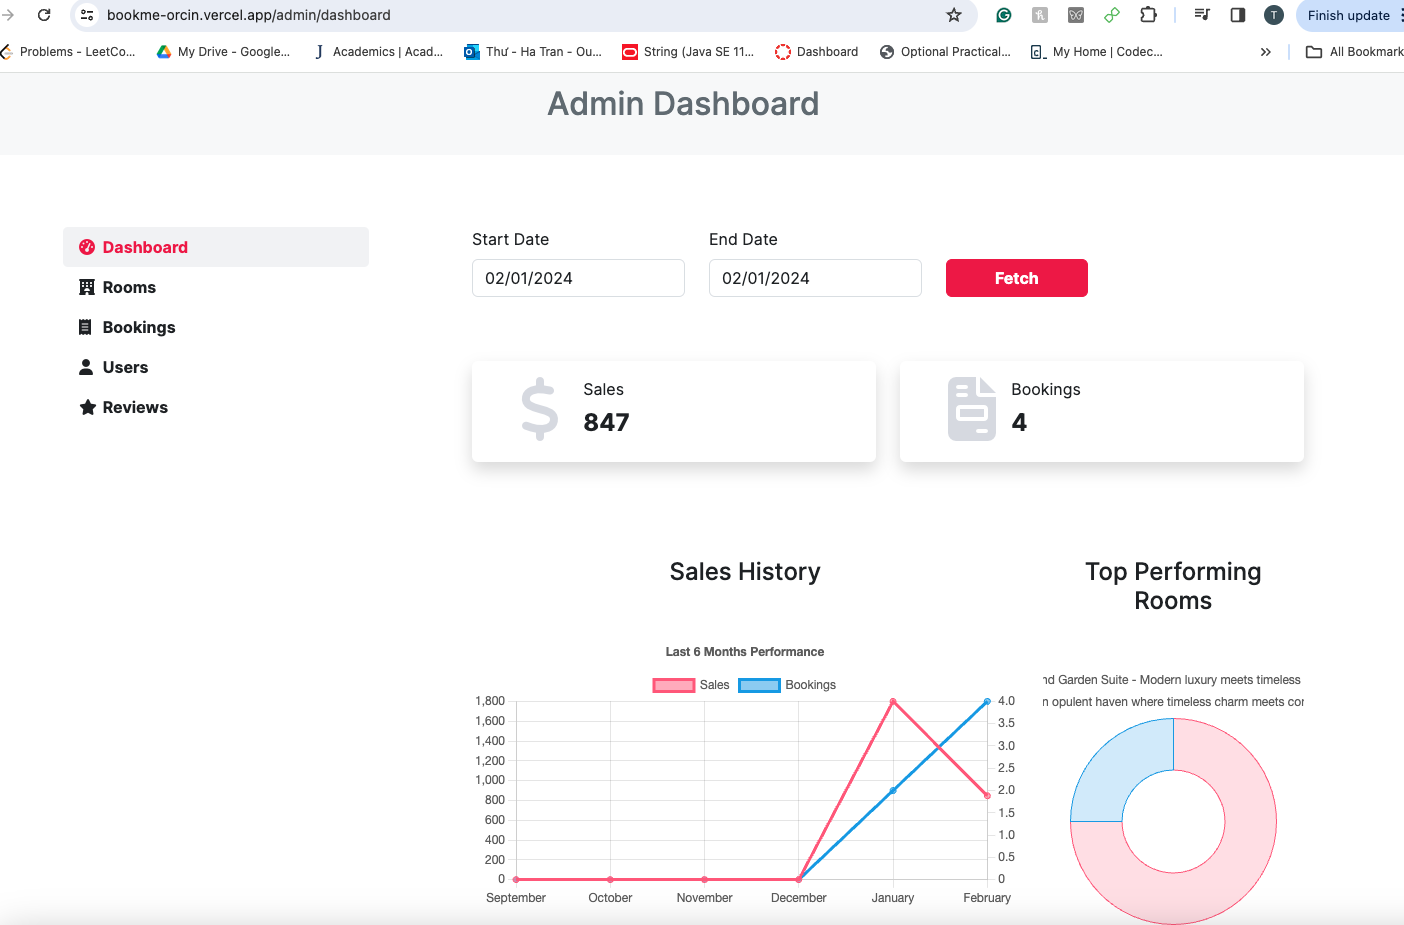 bookme-orcin.vercel.app/admin/dashboard
T
Finish update
Problems - LeetCo...
My Drive - Google...
J Academics | Acad...
Thư - Ha Tran - Ou...
String (Java SE 11...
Dashboard
Optional Practical...
My Home | Codec...
All Bookmark
Admin Dashboard
Dashboard
Rooms
Bookings
Users
Reviews
Start Date
End Date
02/01/2024
02/01/2024
Fetch
Sales
847
Bookings
4
Sales History
Top Performing
Rooms
Last 6 Months Performance
Sales Bookings
nd Garden Suite - Modern luxury meets timeless
n opulent haven where timeless charm meets cor
1,800
1,600
1,400
1,200
1,000
800
600
400
200
0
4.0
3.5
3.0
2.5
2.0
1.5
1.0
0.5
0
September October November December January February